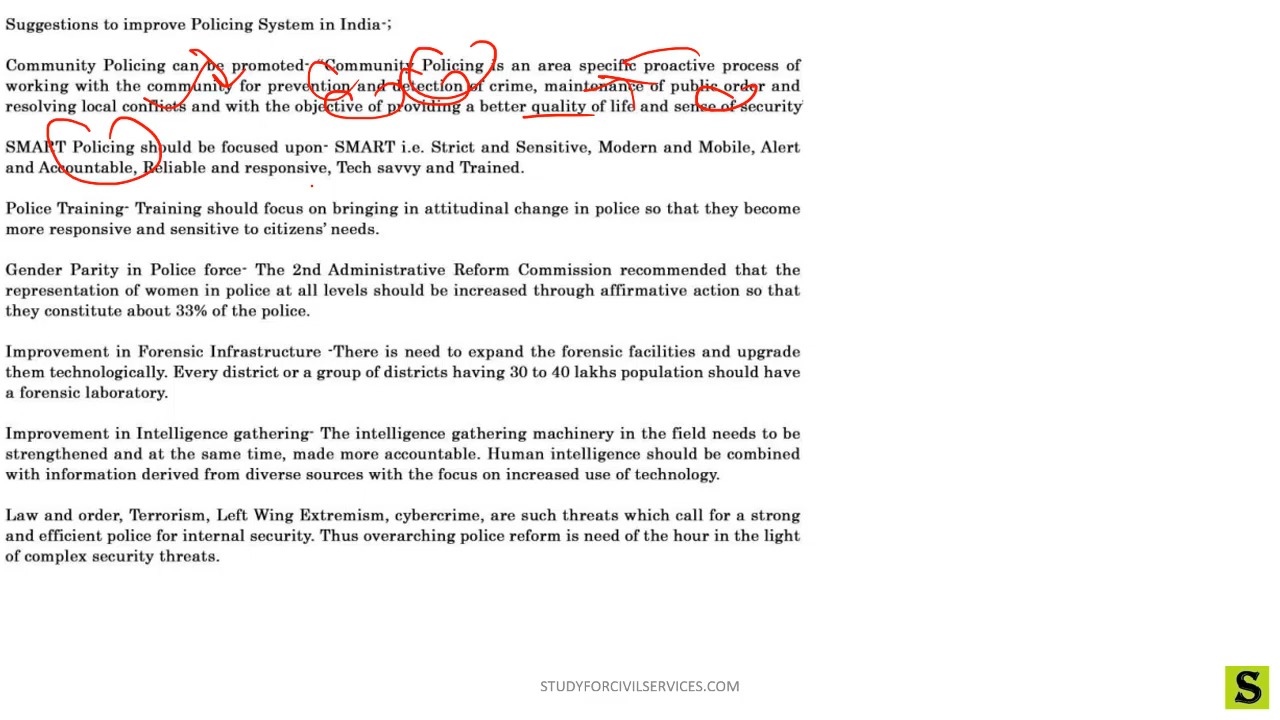 Suggestions to improve Policing System in India-;
Community Policing can be promoted- "Community Policing is an area specific proactive process of
working with the community for prevention and detection of crime, maintenance of public order and
resolving local conflicts and with the objective of providing a better quality of life and sense of security'
SMART Policing should be focused upon- SMART i.e. Strict and Sensitive, Modern and Mobile, Alert
and Accountable, Reliable and responsive, Tech savvy and Trained.
Police Training- Training should focus on bringing in attitudinal change in police so that they become
more responsive and sensitive to citizens' needs.
Gender Parity in Police force- The 2nd Administrative Reform Commission recommended that the
representation of women in police at all levels should be increased through affirmative action so that
they constitute about 33% of the police.
Improvement in Forensic Infrastructure -There is need to expand the forensic facilities and upgrade
them technologically. Every district or a group of districts having 30 to 40 lakhs population should have
a forensic laboratory.
Improvement in Intelligence gathering- The intelligence gathering machinery in the field needs to be
strengthened and at the same time, made more accountable. Human intelligence should be combined
with information derived from diverse sources with the focus on increased use of technology.
Law and order, Terrorism, Left Wing Extremism, cybercrime, are such threats which call for a strong
and efficient police for internal security. Thus overarching police reform is need of the hour in the light
of complex security threats.
STUDYFORCIVILSERVICES.COM
S